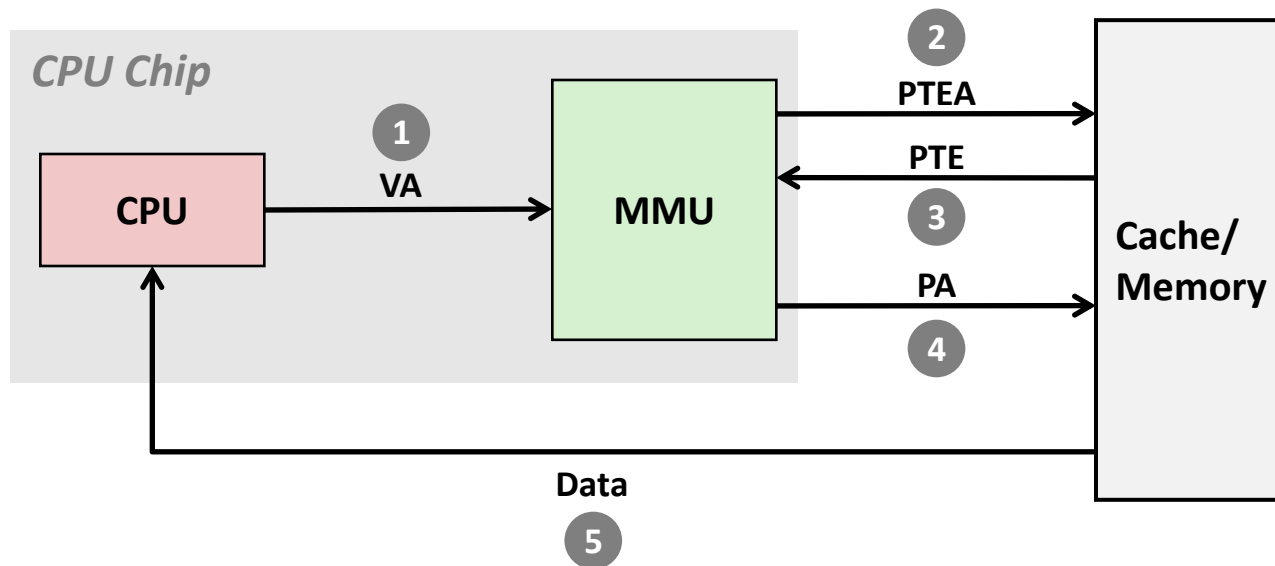 2
CPU Chip
PTEA
1
PTE
VA
CPU
MMU
3
Cache/
Memory
PA
4
Data
5